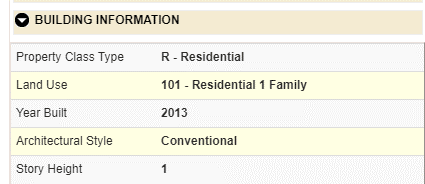 BUILDING INFORMATION
Property Class Type R - Residential
Land Use 101 - Residential 1 Family
Year Built 2013
Architectural Style Conventional
Story Height 1